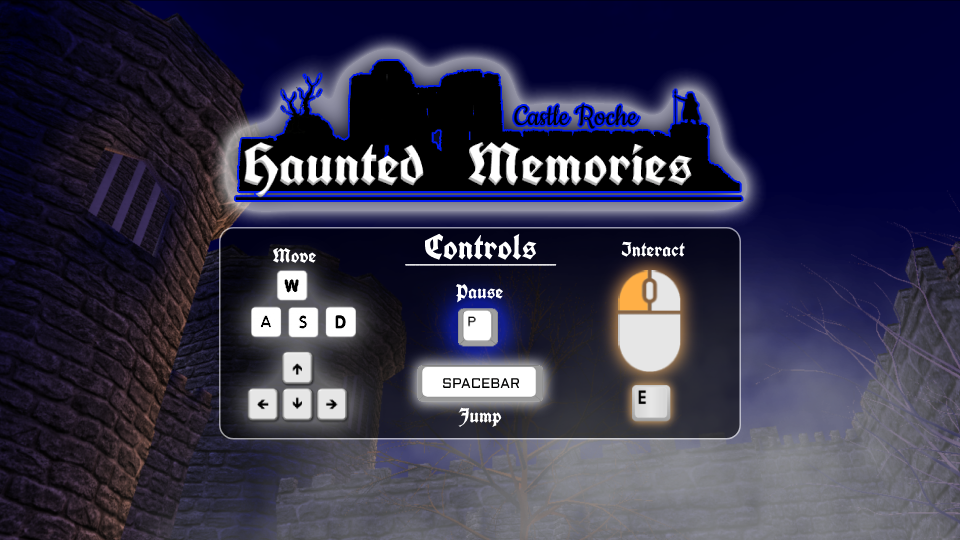 Castle Roche
Haunted Memories
Controls
Move
Interact
W
A S D
Pause
P
SPACEBAR
Jump
E